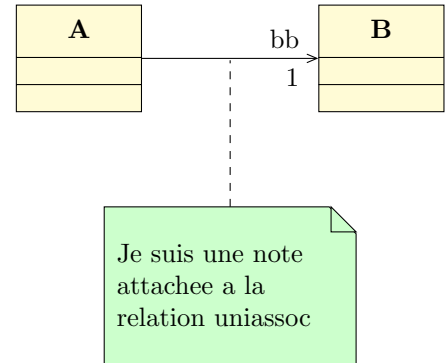 A
bb
B
1
Je suis une note
attachee a la
relation uniassoc